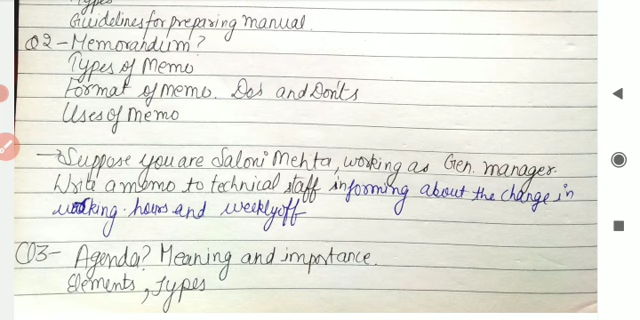 Types
Guidelines for preparing manual.
Q2 - Memorandum?
Types of Memo
Format of memo. Do's and Don'ts
Uses of Memo
→ Suppose you are Saloni Mehta, working as Gen. manager.
Write a memo to technical staff informing about the change in
working hours and weekly off
Q3 - Agenda? Meaning and importance.
Elements, Types